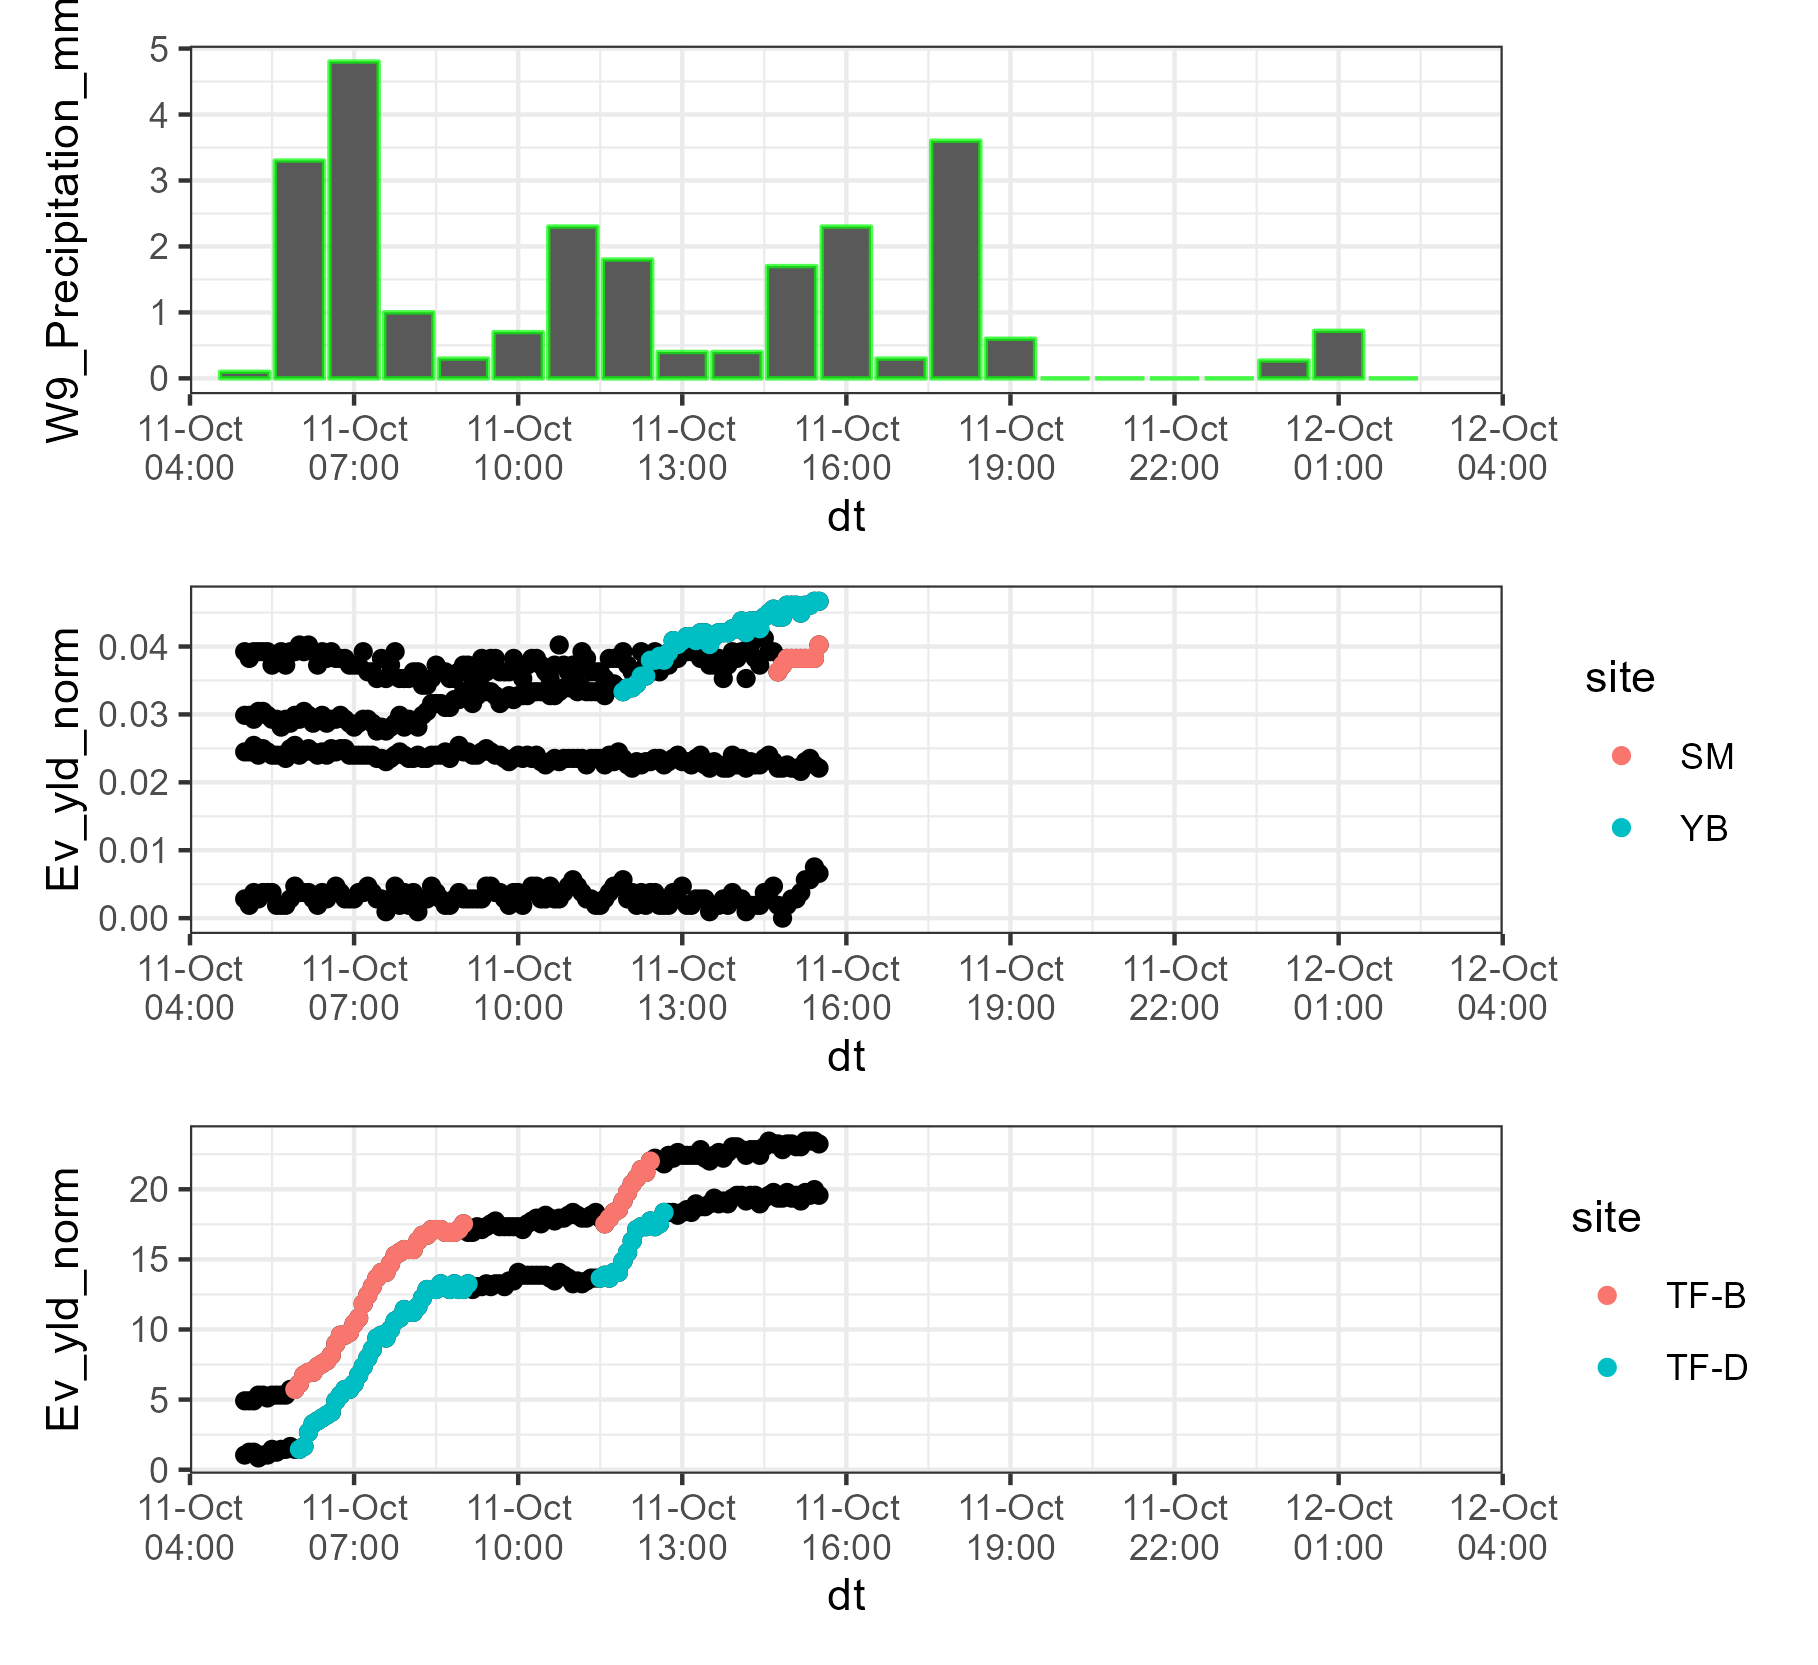 W9_Precipitation_mm
5
4
3
2
1
0
11-Oct 11-Oct 11-Oct 11-Oct 11-Oct 11-Oct 11-Oct 12-Oct 12-Oct
04:00 07:00 10:00 13:00 16:00 19:00 22:00 01:00 04:00
dt
Ev_yld_norm
0.04
0.03
0.02
0.01
0.00
11-Oct 11-Oct 11-Oct 11-Oct 11-Oct 11-Oct 11-Oct 12-Oct 12-Oct
04:00 07:00 10:00 13:00 16:00 19:00 22:00 01:00 04:00
dt
site
SM
YB
Ev_yld_norm
20
15
10
5
0
11-Oct 11-Oct 11-Oct 11-Oct 11-Oct 11-Oct 11-Oct 12-Oct 12-Oct
04:00 07:00 10:00 13:00 16:00 19:00 22:00 01:00 04:00
dt
site
TF-B
TF-D